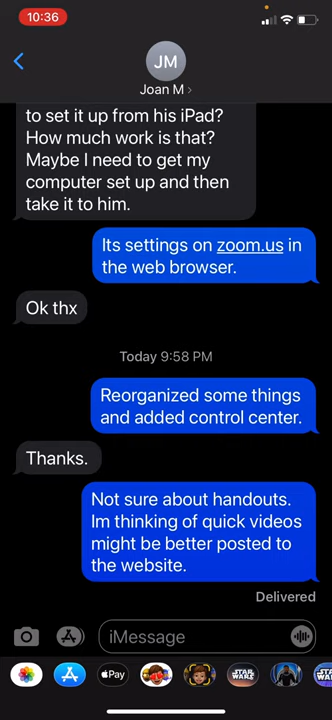 10:36
JM
Joan M
to set it up from his iPad?
How much work is that?
Maybe I need to get my
computer set up and then
take it to him.
Its settings on zoom.us in
the web browser.
Ok thx
Today 9:58 PM
Reorganized some things
and added control center.
Thanks.
Not sure about handouts.
Im thinking of quick videos
might be better posted to
the website.
Delivered
iMessage
Pay
STAR WARS